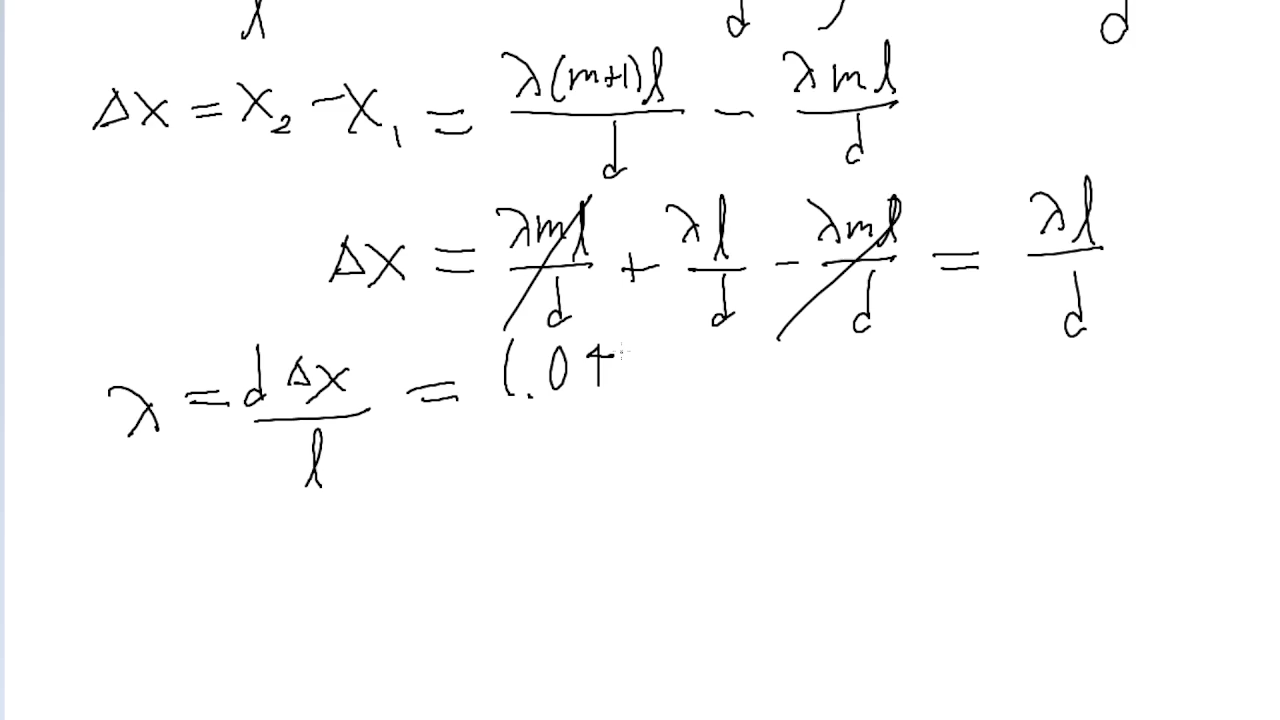 l d d
Δx = x₂ - x₁ = λ(m+1)l/d - λml/d
Δx = λml/d + λl/d - λml/d = λl/d
λ = dΔx/l = 1.04